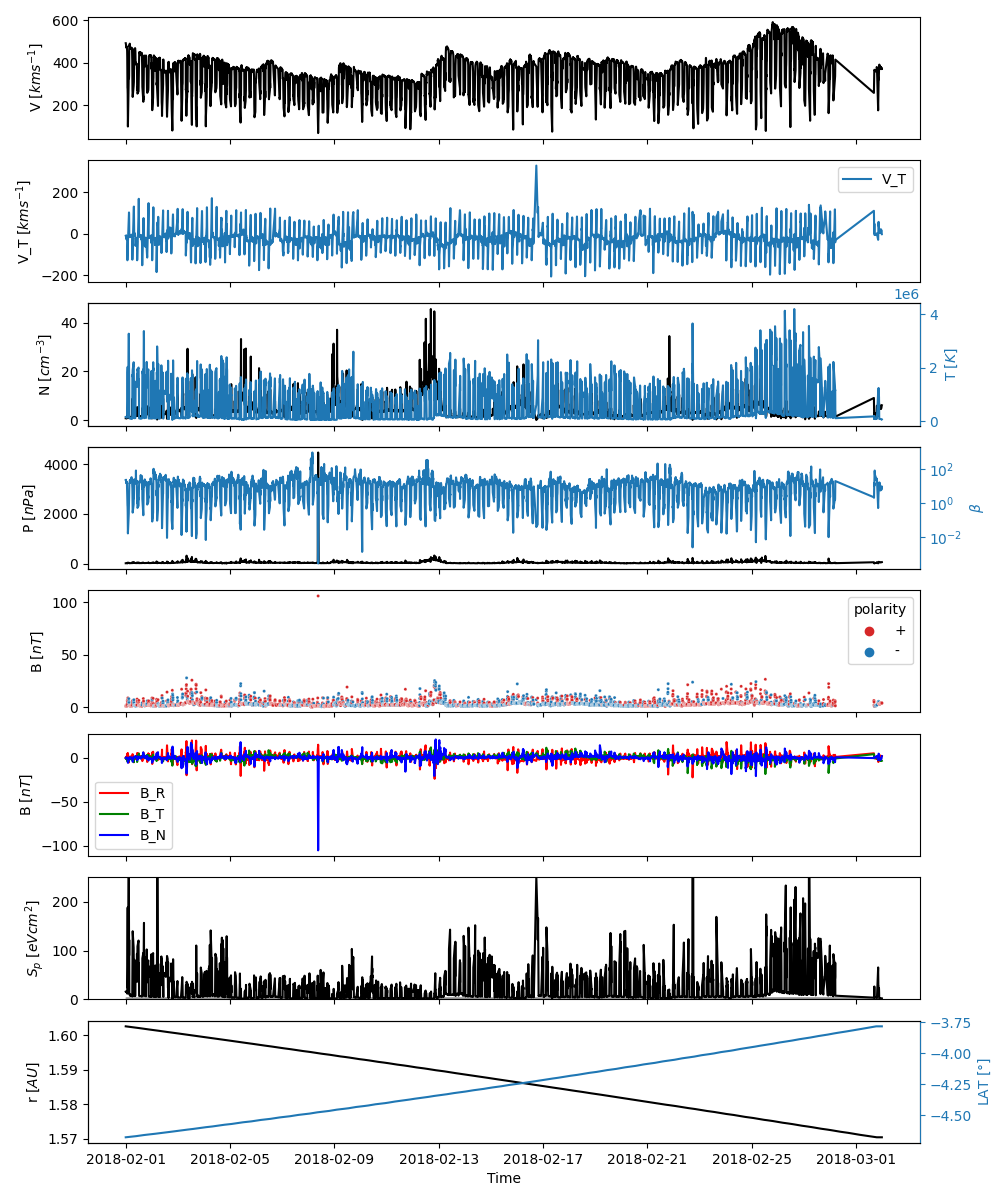 600
400
200
V [kms⁻¹]
200
0
−200
V_T [kms⁻¹]
V_T
1e6
40
20
0
N [cm⁻³]
4
2
0
T [K]
4000
2000
0
P [nPa]
10²
10⁰
10⁻²
β
100
50
0
B [nT]
polarity
+
-
0
−50
−100
B [nT]
B_R
B_T
B_N
200
100
0
Sₚ [eVcm²]
1.60
1.59
1.58
1.57
r [AU]
−3.75
−4.00
−4.25
−4.50
LAT [°]
2018-02-01 2018-02-05 2018-02-09 2018-02-13 2018-02-17 2018-02-21 2018-02-25 2018-03-01
Time